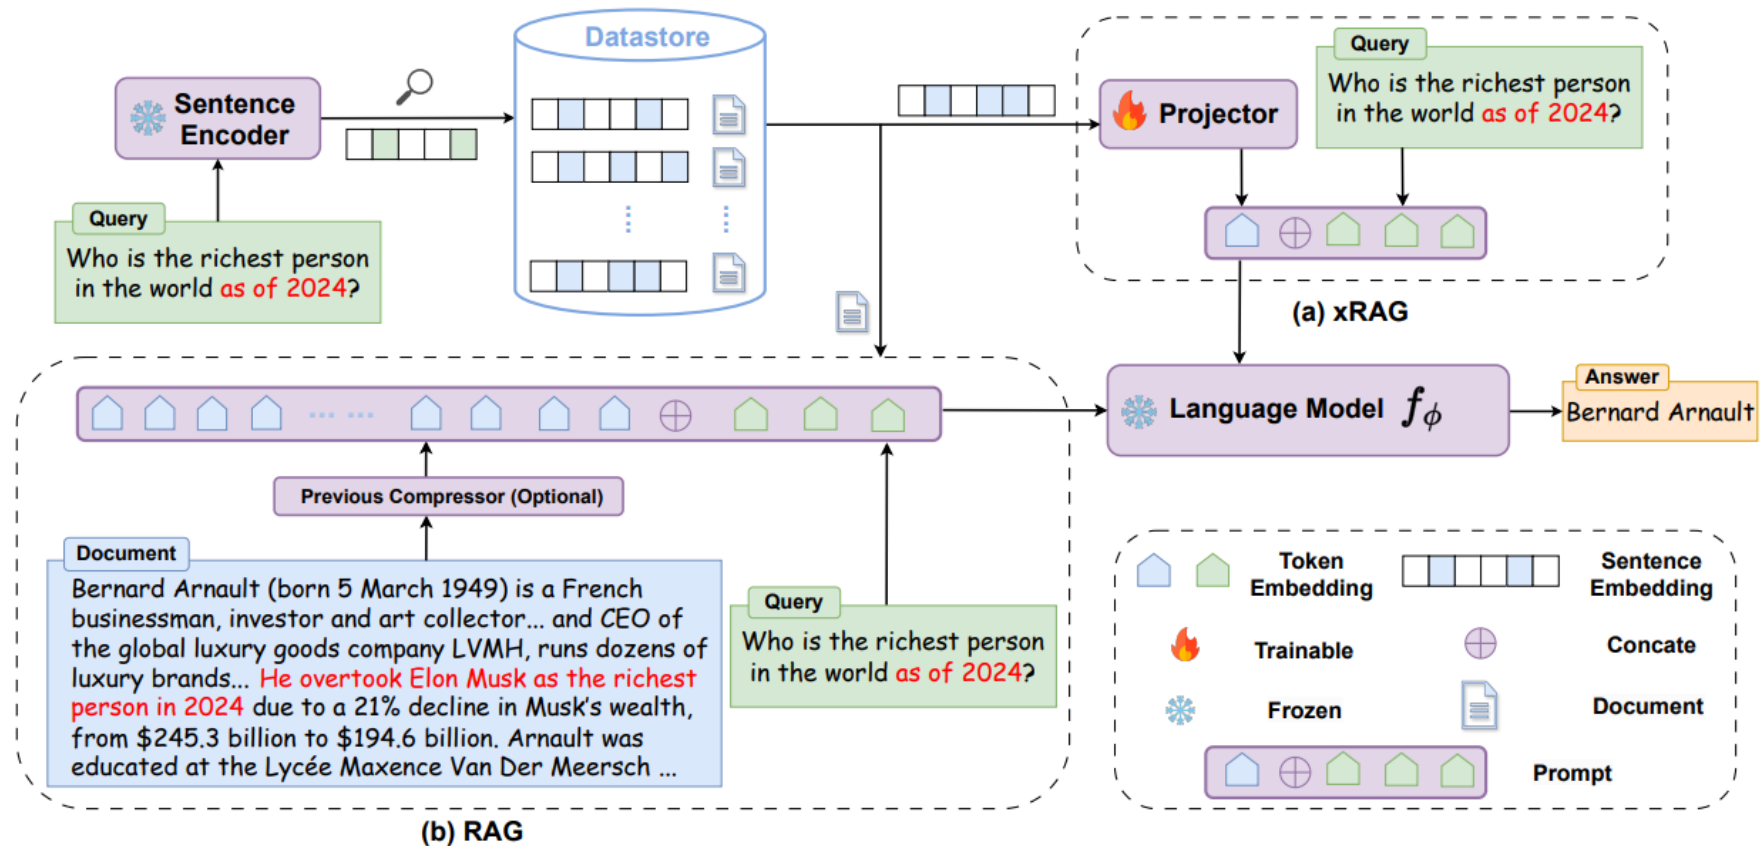 Datastore
Sentence
Encoder
Query
Who is the richest person
in the world as of 2024?
Projector
Query
Who is the richest person
in the world as of 2024?
(a) xRAG
Previous Compressor (Optional)
Document
Bernard Arnault (born 5 March 1949) is a French
businessman, investor and art collector... and CEO of
the global luxury goods company LVMH, runs dozens of
luxury brands... He overtook Elon Musk as the richest
person in 2024 due to a 21% decline in Musk's wealth,
from $245.3 billion to $194.6 billion. Arnault was
educated at the Lycée Maxence Van Der Meersch ...
Query
Who is the richest person
in the world as of 2024?
(b) RAG
Language Model fϕ
Answer
Bernard Arnault
Token
Embedding
Sentence
Embedding
Trainable
Concate
Frozen
Document
Prompt